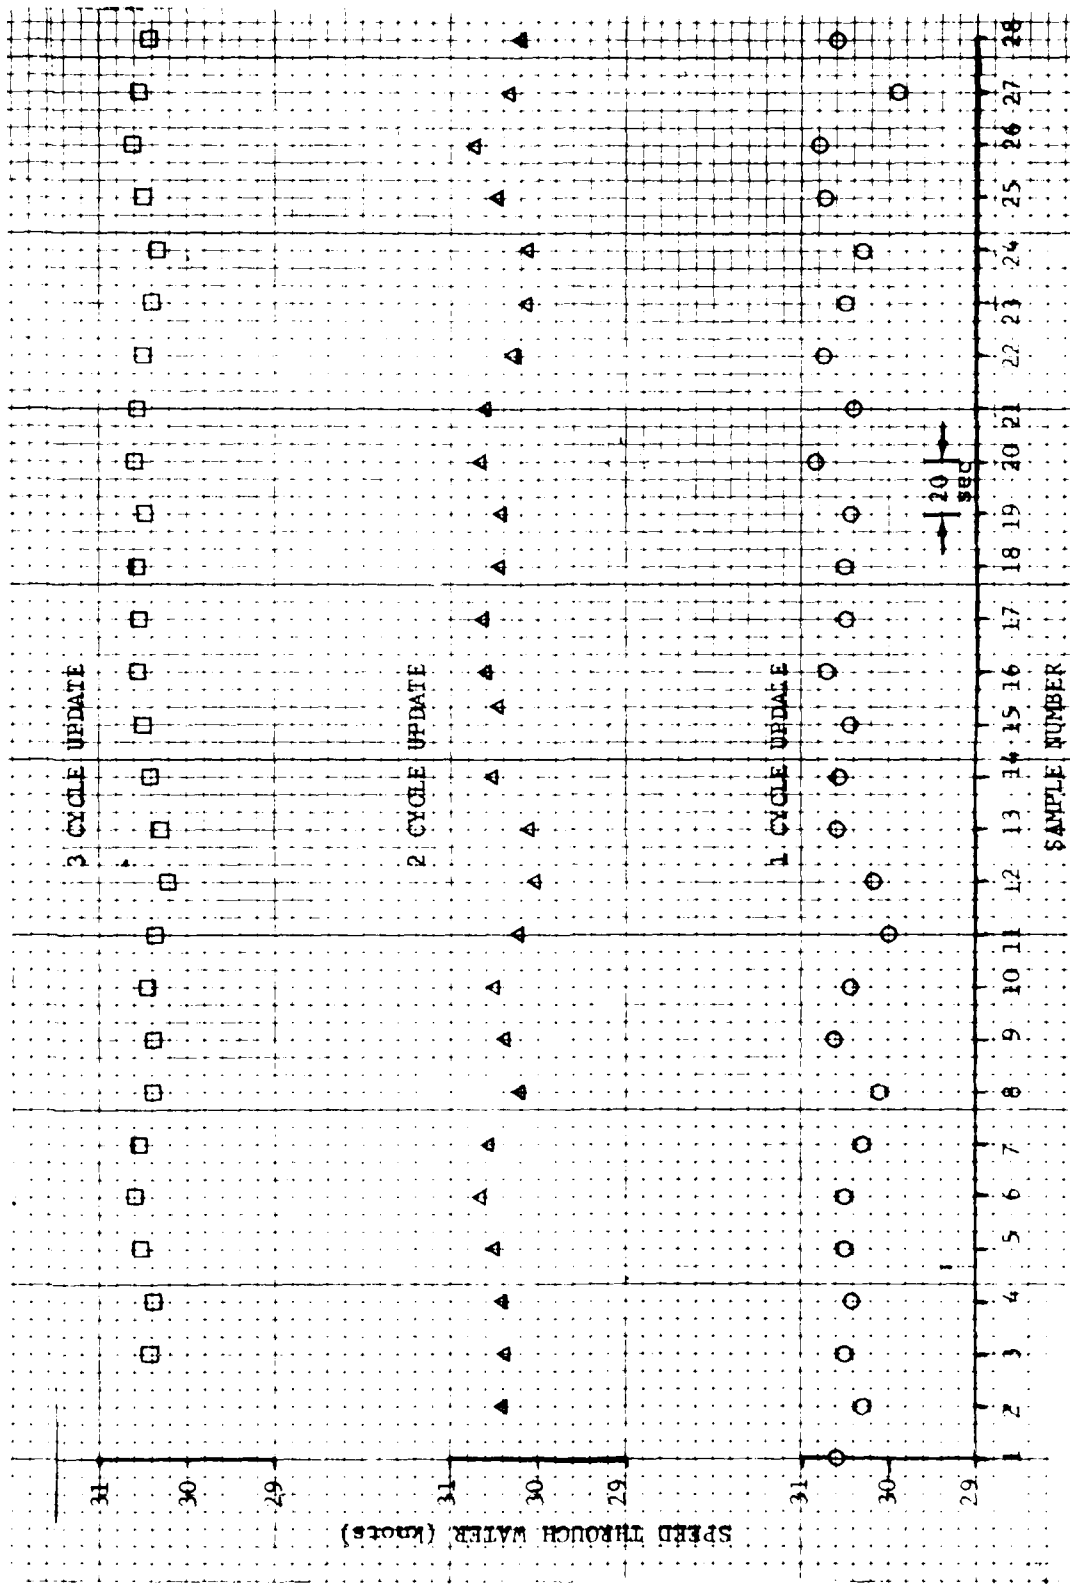 3 CYCLE UPDATE
31
30
29
2 CYCLE UPDATE
31
30
29
1 CYCLE UPDATE
31
30
29
SPEED THROUGH WATER (knots)
20
sec
1 2 3 4 5 6 7 8 9 10 11 12 13 14 15 16 17 18 19 20 21 22 23 24 25 26 27 28
SAMPLE NUMBER